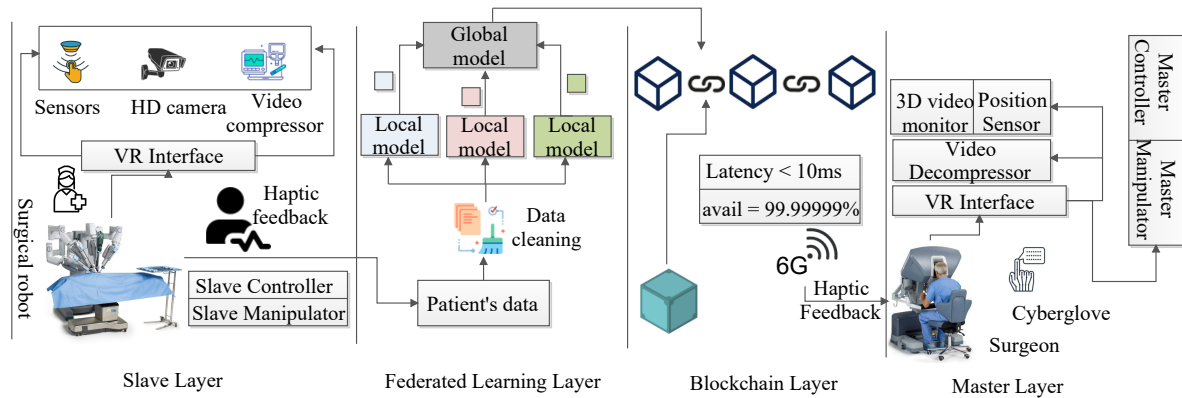 Sensors
HD camera
Video
compressor
VR Interface
Haptic
feedback
Surgical robot
Slave Controller
Slave Manipulator
Slave Layer
Global
model
Local
model
Local
model
Local
model
Data
cleaning
Patient's data
Federated Learning Layer
Latency < 10ms
avail = 99.99999%
6G
Haptic
Feedback
Blockchain Layer
3D video
monitor
Position
Sensor
Video
Decompressor
VR Interface
Master
Controller
Master
Manipulator
Cyberglove
Surgeon
Master Layer